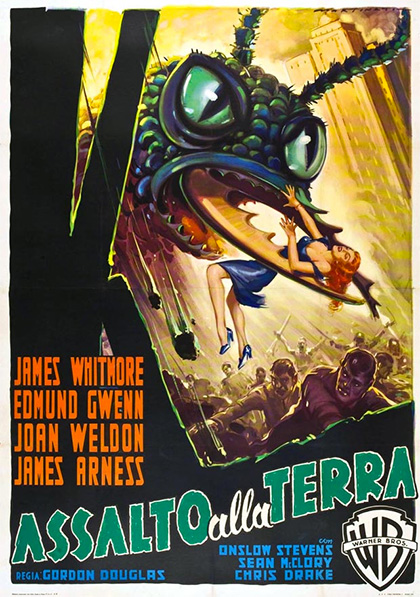 JAMES WHITMORE
EDMUND GWENN
JOAN WELDON
JAMES ARNESS
ASSALTO alla TERRA
con
ONSLOW STEVENS
SEAN McCLORY
CHRIS DRAKE
REGIA GORDON DOUGLAS
WB
WARNER BROS.